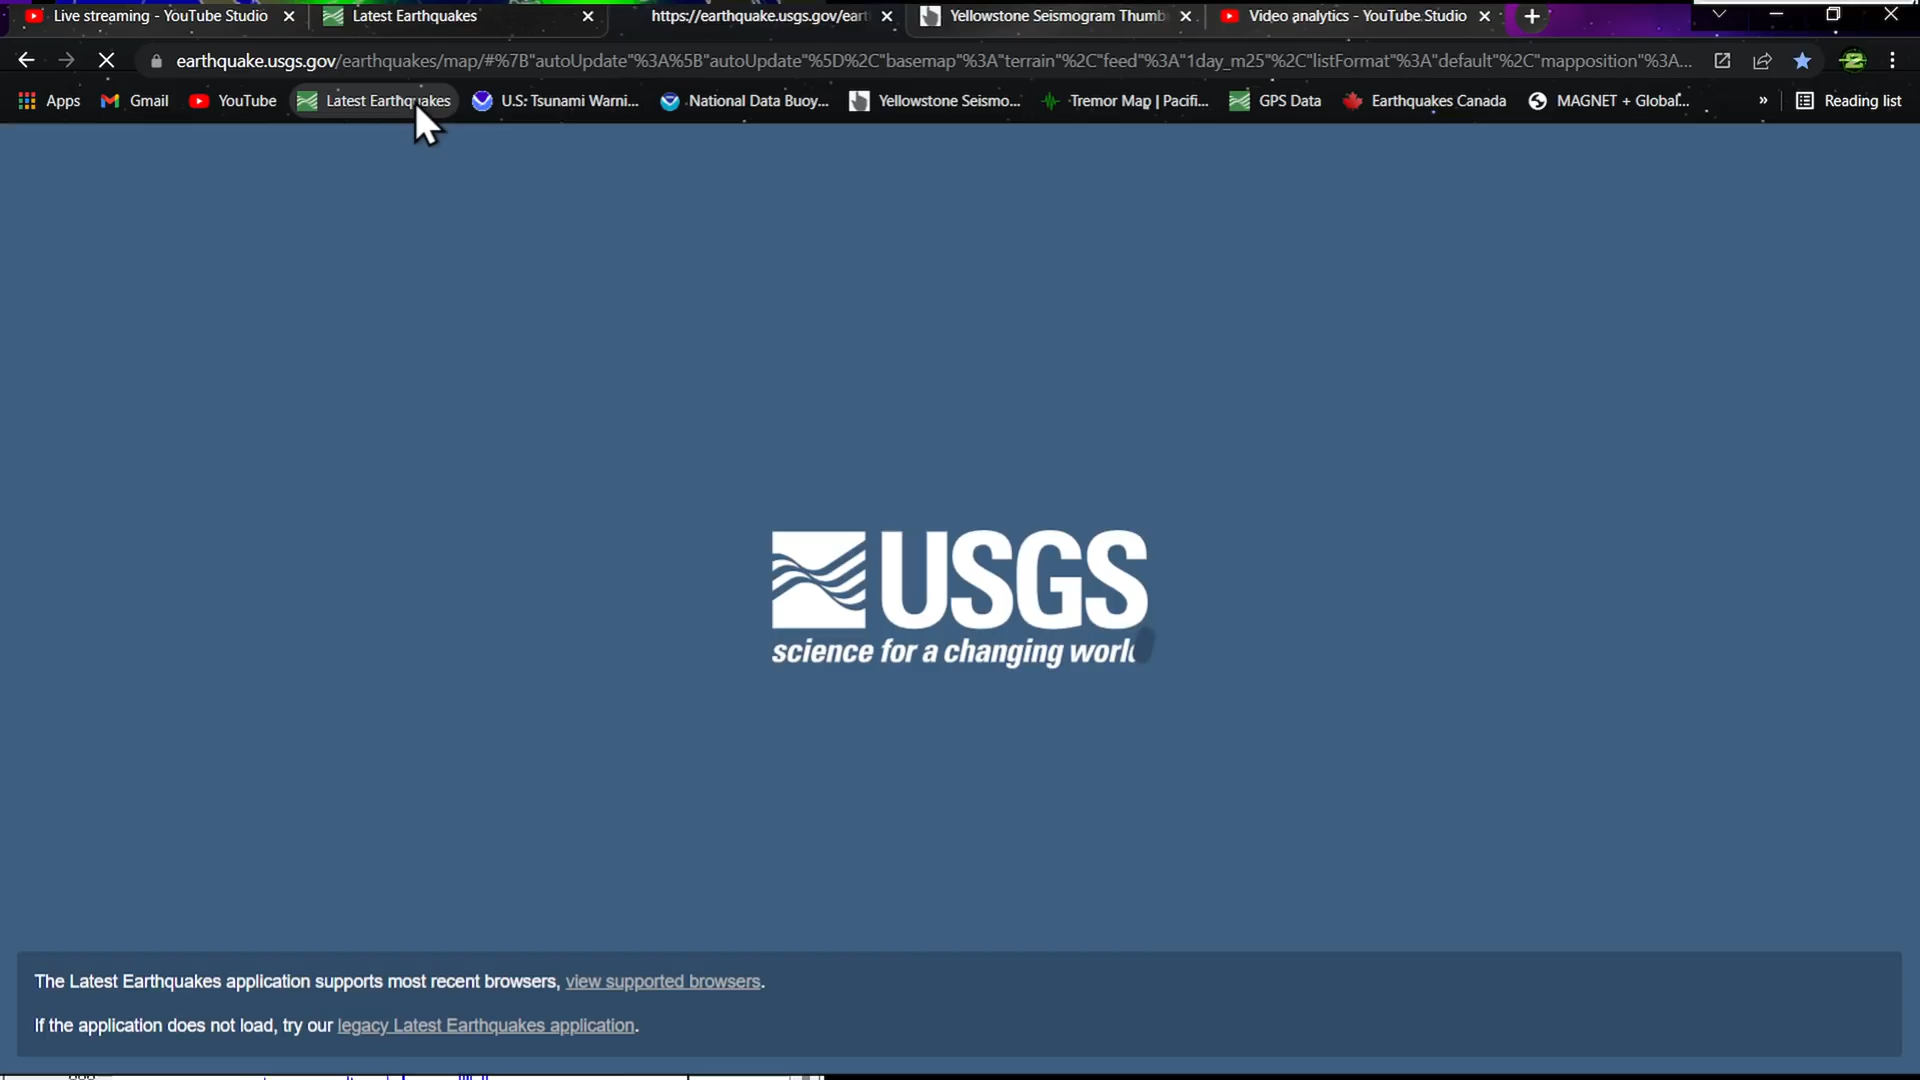 Live streaming - YouTube Studio
Latest Earthquakes
https://earthquake.usgs.gov/eart
Yellowstone Seismogram Thumb
Video analytics - YouTube Studio
earthquake.usgs.gov/earthquakes/map/#%7B"autoUpdate"%3A%5B"autoUpdate"%5D%2C"basemap"%3A"terrain"%2C"feed"%3A"1day_m25"%2C"listFormat"%3A"default"%2C"mapposition"%3A...
Apps
Gmail
YouTube
Latest Earthquakes
U.S: Tsunami Warni...
National Data Buoy...
Yellowstone Seismo...
Tremor Map | Pacifi...
GPS Data
Earthquakes Canada
MAGNET + Global...
»
Reading list
USGS
science for a changing world
The Latest Earthquakes application supports most recent browsers, view supported browsers.
If the application does not load, try our legacy Latest Earthquakes application.